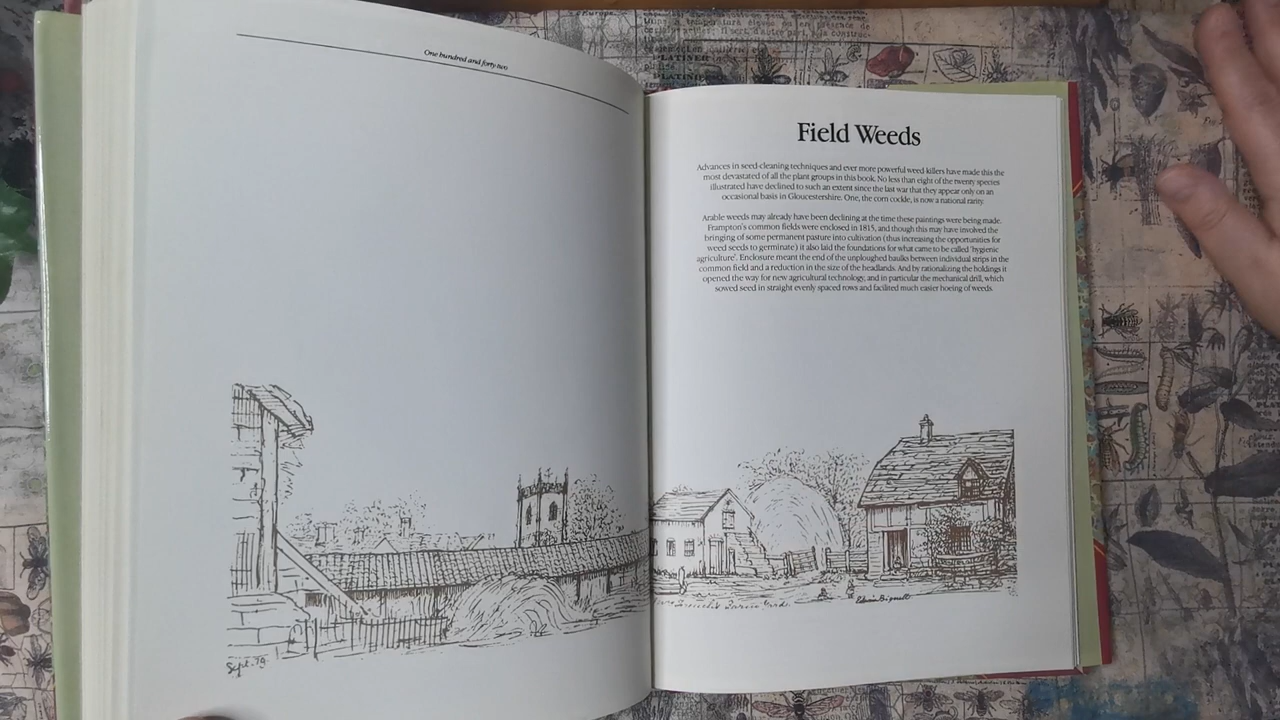 One hundred and forty two
Sept. 79
Field Weeds
Advances in seed-cleaning techniques and ever more powerful weed killers have made this the
most devastated of all the plant groups in this book. No less than eight of the twenty species
illustrated have declined to such an extent since the last war that they appear only on an
occasional basis in Gloucestershire. One, the corn cockle, is now a national rarity.
Arable weeds may already have been declining at the time these paintings were being made.
Frampton's common fields were enclosed in 1815, and though this may have involved the
bringing of some permanent pasture into cultivation (thus increasing the opportunities for
weed seeds to germinate) it also laid the foundations for what came to be called 'hygienic
agriculture'. Enclosure meant the end of the unploughed baulks between individual strips in the
common field and a reduction in the size of the headlands. And by rationalizing the holdings it
opened the way for new agricultural technology, and in particular the mechanical drill, which
sowed seed in straight evenly spaced rows and facilited much easier hoeing of weeds.
PLATINER